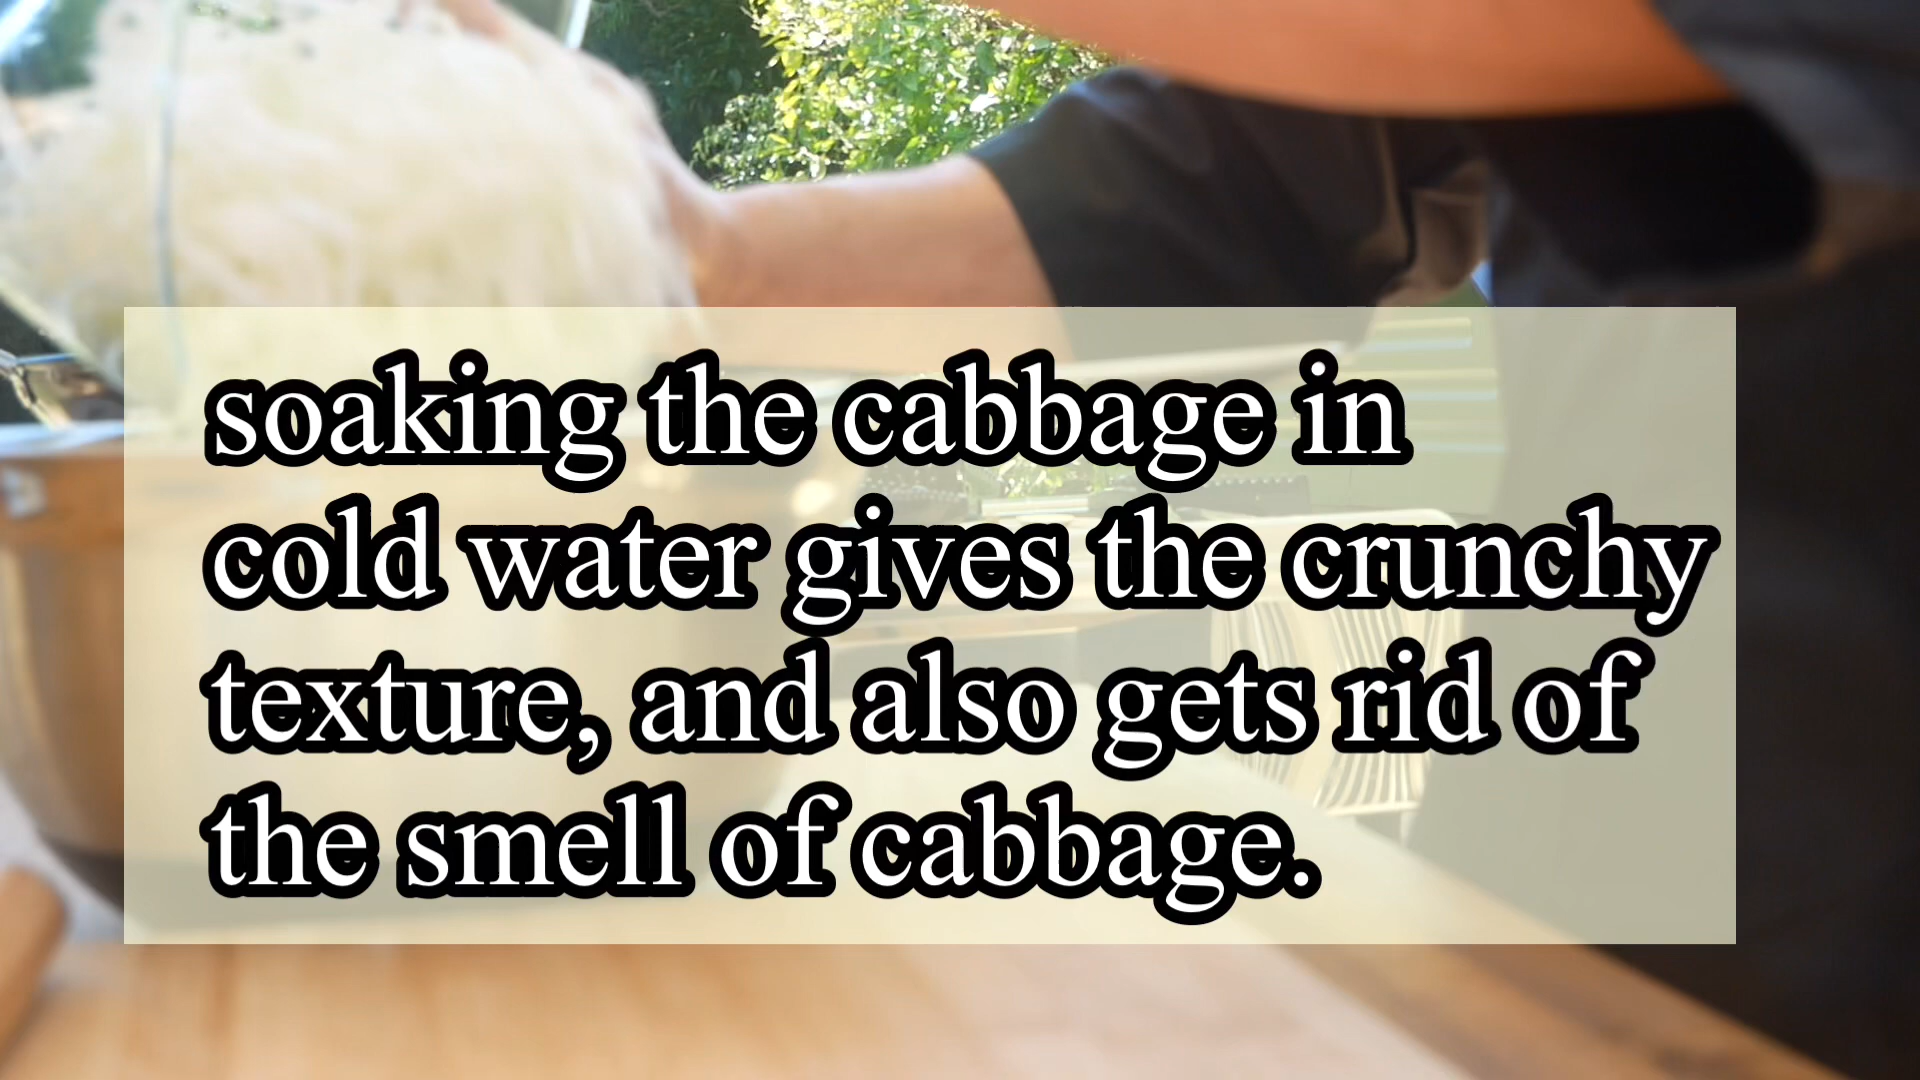 soaking the cabbage in
cold water gives the crunchy
texture, and also gets rid of
the smell of cabbage.